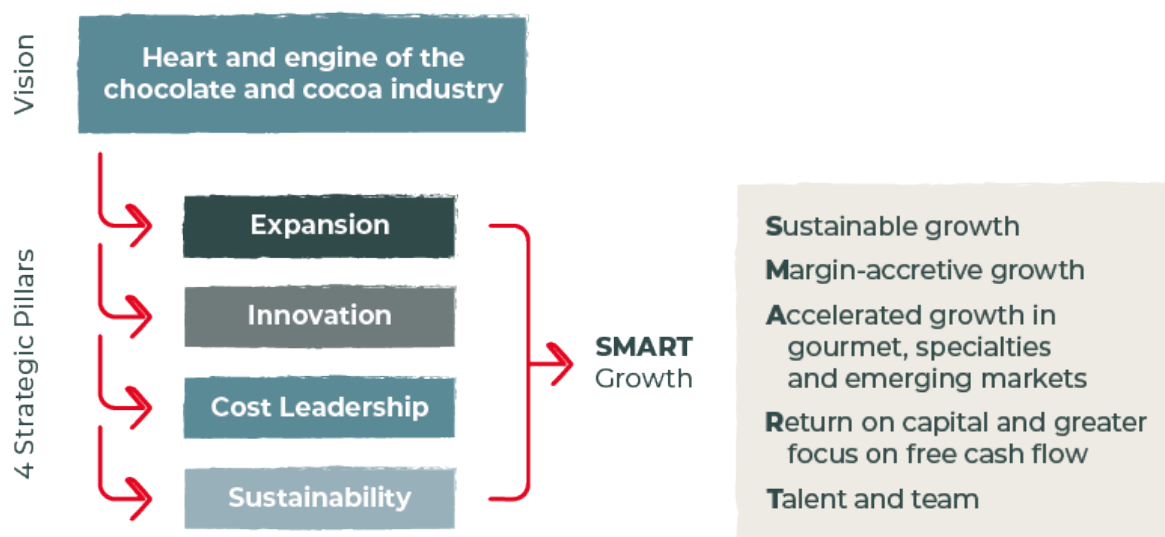 Vision
Heart and engine of the
chocolate and cocoa industry
4 Strategic Pillars
Expansion
Innovation
Cost Leadership
Sustainability
SMART
Growth
Sustainable growth
Margin-accretive growth
Accelerated growth in
gourmet, specialties
and emerging markets
Return on capital and greater
focus on free cash flow
Talent and team